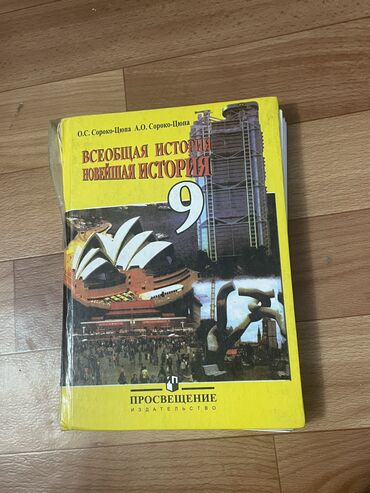 О.С. Сороко-Цюпа А.О. Сороко-Цюпа
ВСЕОБЩАЯ ИСТОРИЯ
НОВЕЙШАЯ ИСТОРИЯ
9
ПРОСВЕЩЕНИЕ
ИЗДАТЕЛЬСТВО